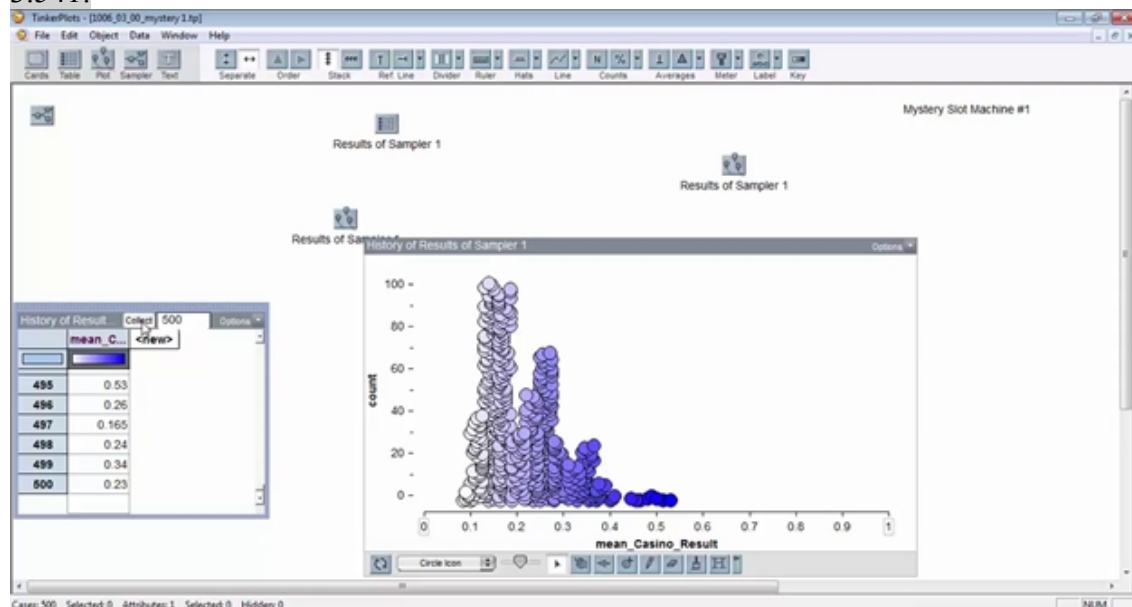 TinkerPlots - [1006_03_00_mystery 1.tp]
File Edit Object Data Window Help
Cards Table Plot Sampler Text Separate Order Stack Ref. Line Divider Ruler Hats Line Counts Averages Meter Label Key
Mystery Slot Machine #1
Results of Sampler 1
Results of Sampler 1
Results of Sa
History of Results of Sampler 1 Options
100
80
60
40
20
0
count
0 0.1 0.2 0.3 0.4 0.5 0.6 0.7 0.8 0.9 1
mean_Casino_Result
Circle Icon
History of Result... Collect 500 Options
mean_C... <new>
495 0.53
496 0.26
497 0.165
498 0.24
499 0.34
500 0.23
Cases: 500 Selected: 0 Attributes: 1 Selected: 0 Hidden: 0
NUM